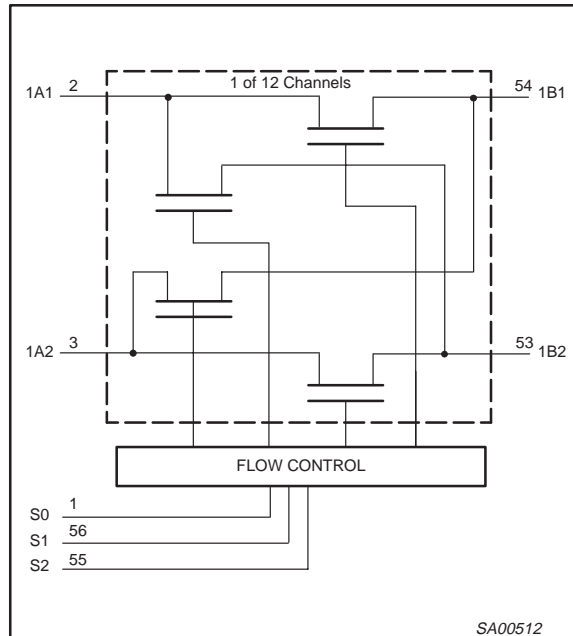 1 of 12 Channels
1A1 2
54 1B1
1A2 3
53 1B2
FLOW CONTROL
S0 1
S1 56
S2 55
SA00512